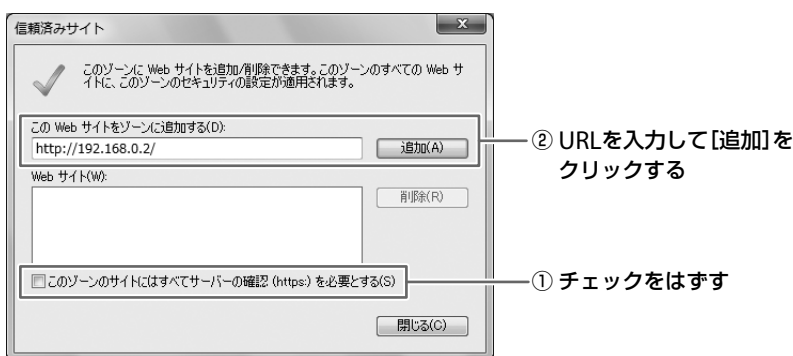 信頼済みサイト
このゾーンに Web サイトを追加/削除できます。このゾーンのすべての Web サ
イトに、このゾーンのセキュリティの設定が適用されます。
この Web サイトをゾーンに追加する(D):
http://192.168.0.2/
追加(A)
② URLを入力して[追加]を
クリックする
Web サイト(W):
削除(R)
このゾーンのサイトにはすべてサーバーの確認 (https:) を必要とする(S)
① チェックをはずす
閉じる(C)